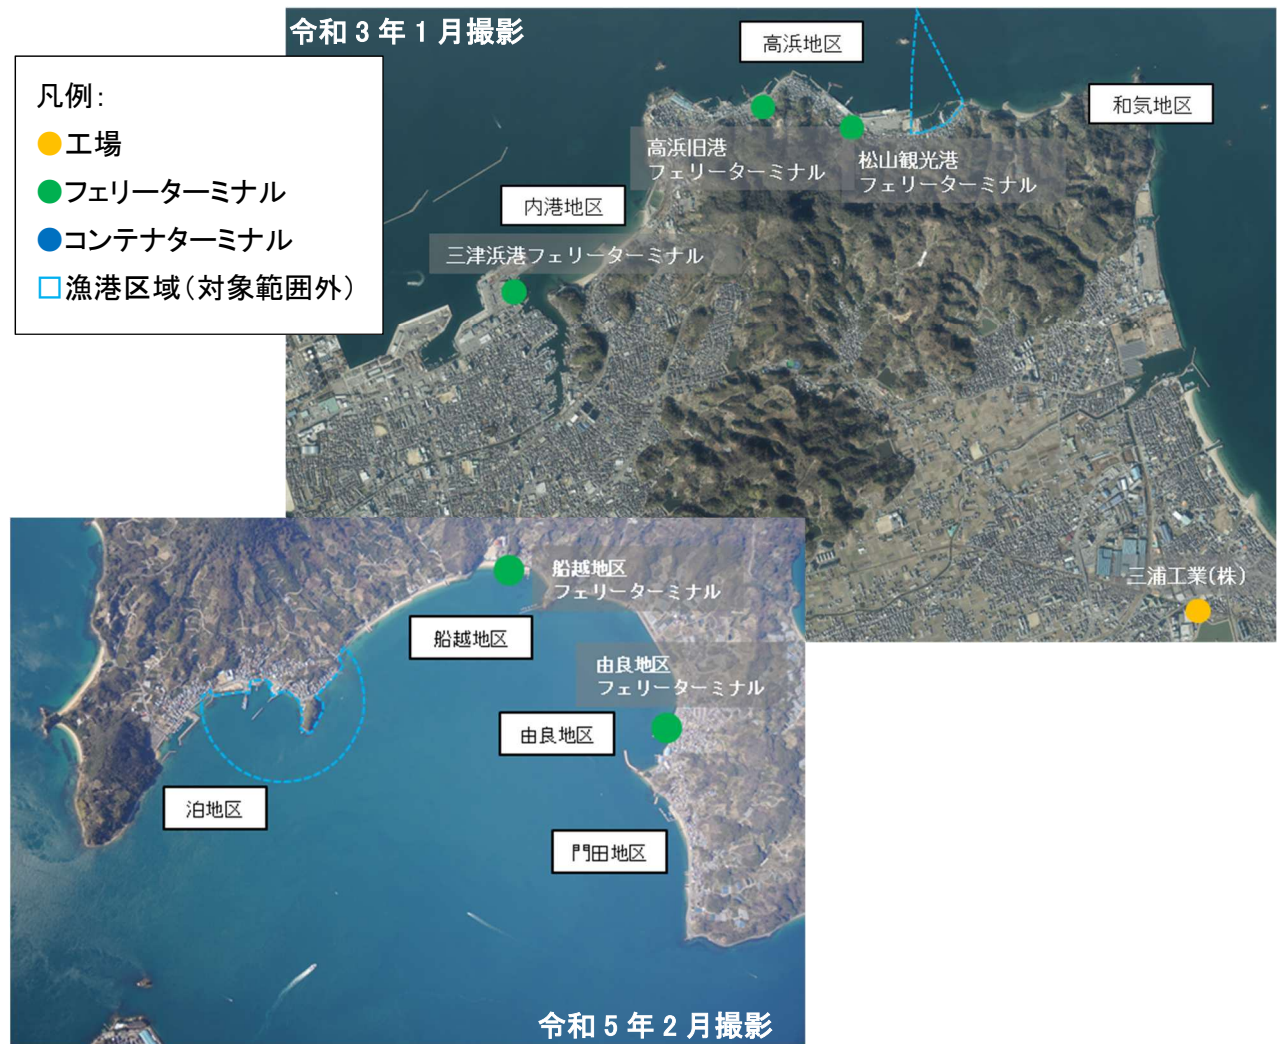 令和3年1月撮影
凡例：
工場
フェリーターミナル
コンテナターミナル
漁港区域（対象範囲外）
高浜地区
和気地区
高浜旧港
フェリーターミナル
松山観光港
フェリーターミナル
内港地区
三津浜港フェリーターミナル
三浦工業(株)
船越地区
フェリーターミナル
船越地区
由良地区
フェリーターミナル
由良地区
泊地区
門田地区
令和5年2月撮影